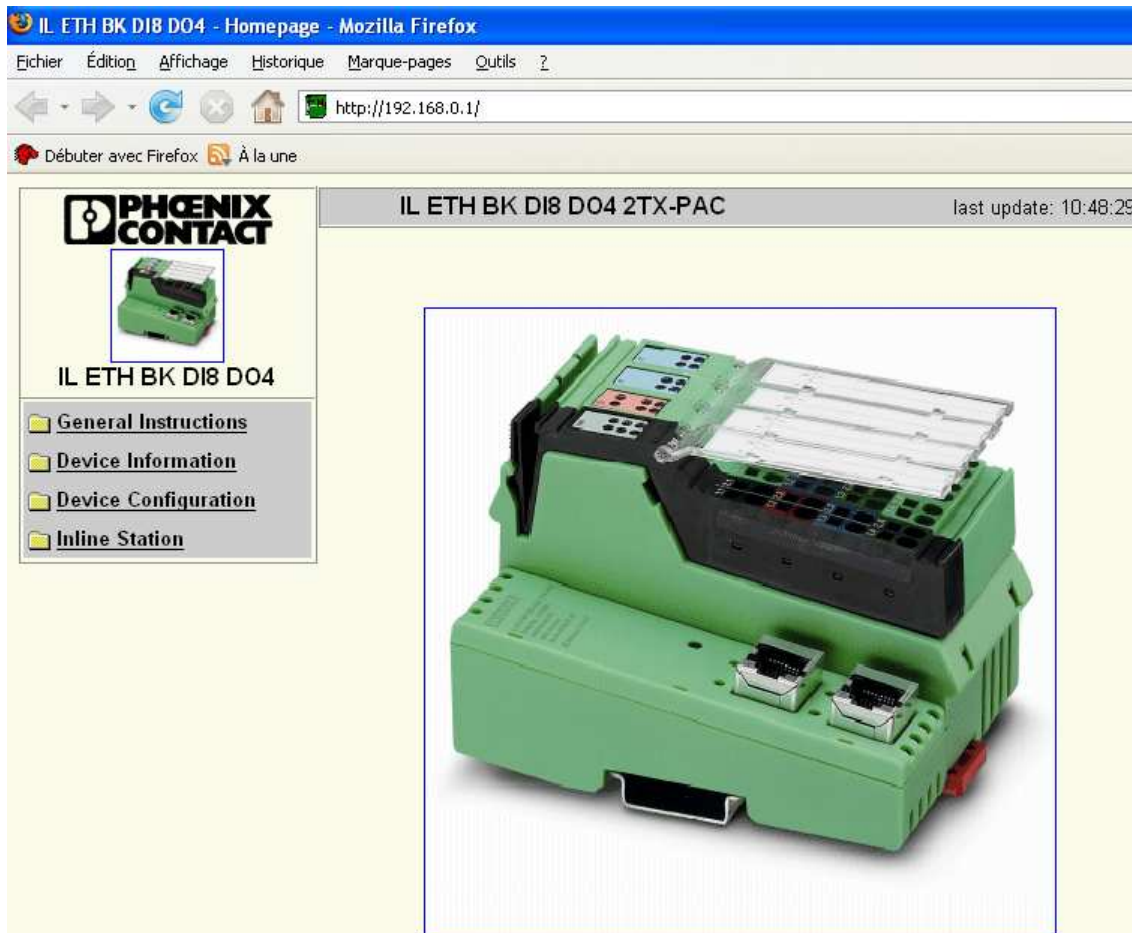 IL ETH BK DI8 DO4 - Homepage - Mozilla Firefox
Fichier Édition Affichage Historique Marque-pages Outils ?
http://192.168.0.1/
Débuter avec Firefox À la une
PHŒNIX
CONTACT
IL ETH BK DI8 DO4
General Instructions
Device Information
Device Configuration
Inline Station
IL ETH BK DI8 DO4 2TX-PAC last update: 10:48:29